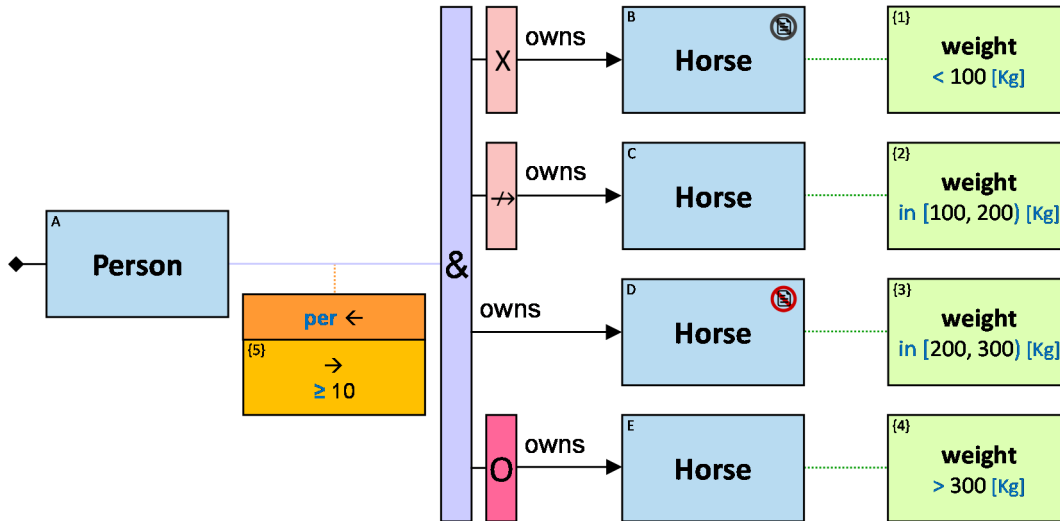 A
Person
per ←
{5}
→
≥ 10
&
X
owns
B
Horse
{1}
weight
< 100 [Kg]
↛
owns
C
Horse
{2}
weight
in [100, 200) [Kg]
owns
D
Horse
{3}
weight
in [200, 300) [Kg]
O
owns
E
Horse
{4}
weight
> 300 [Kg]